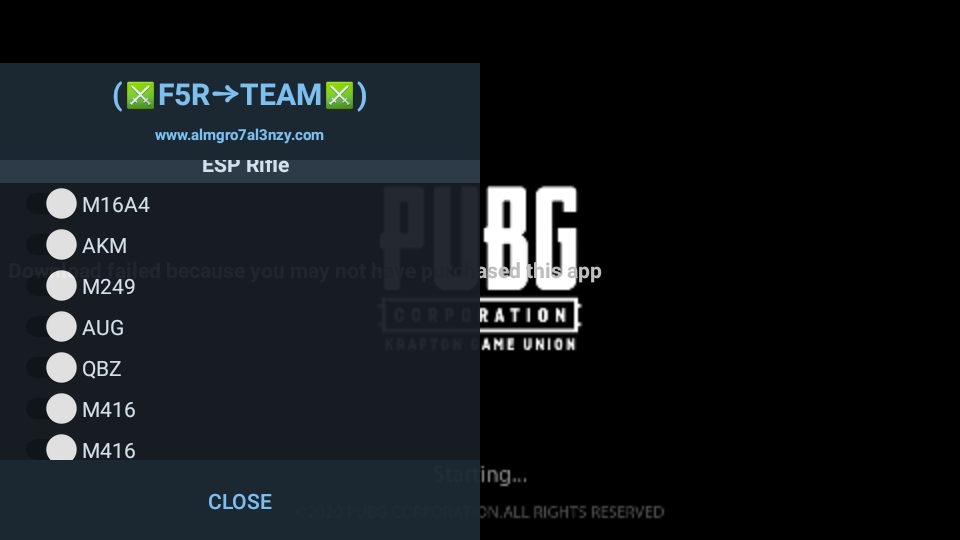 (⚔F5R→TEAM⚔)
www.almgro7al3nzy.com
ESP Rifle
M16A4
AKM
Download failed because you may not have purchased this app
M249
AUG
QBZ
M416
M416
CLOSE
PUBG
CORPORATION
KRAFTON GAME UNION
Starting...
PUBG CORPORATION.ALL RIGHTS RESERVED